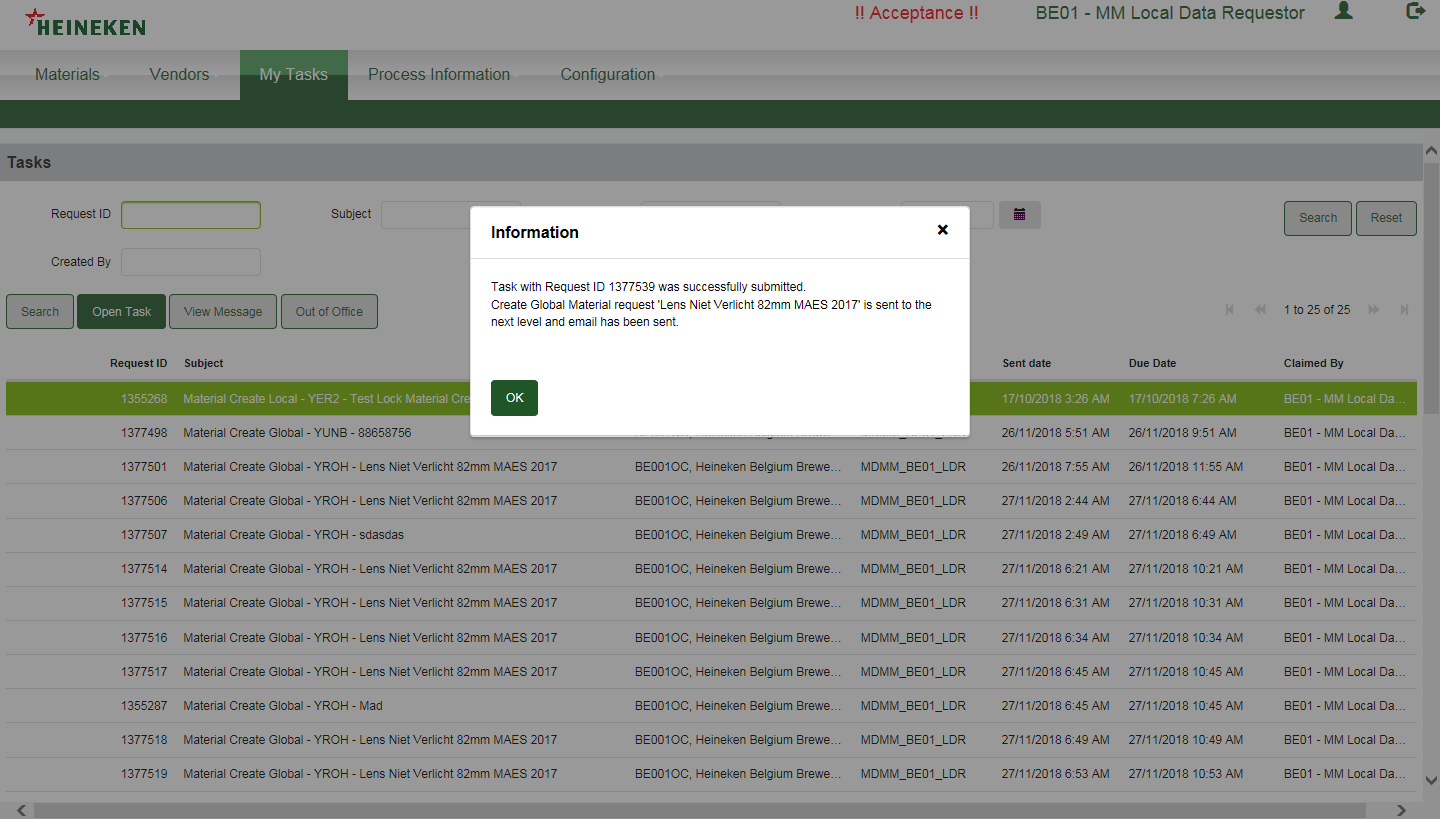 HEINEKEN
!! Acceptance !!
BE01 - MM Local Data Requestor
Materials
Vendors
My Tasks
Process Information
Configuration
Tasks
Request ID
Subject
Search
Reset
Created By
Information
Task with Request ID 1377539 was successfully submitted.
Create Global Material request 'Lens Niet Verlicht 82mm MAES 2017' is sent to the
next level and email has been sent.
OK
Search
Open Task
View Message
Out of Office
1 to 25 of 25
Request ID Subject Sent date Due Date Claimed By
1355268 Material Create Local - YER2 - Test Lock Material Cre 17/10/2018 3:26 AM 17/10/2018 7:26 AM BE01 - MM Local Da...
1377498 Material Create Global - YUNB - 88658756 26/11/2018 5:51 AM 26/11/2018 9:51 AM BE01 - MM Local Da...
1377501 Material Create Global - YROH - Lens Niet Verlicht 82mm MAES 2017 BE001OC, Heineken Belgium Brewe... MDMM_BE01_LDR 26/11/2018 7:55 AM 26/11/2018 11:55 AM BE01 - MM Local Da...
1377506 Material Create Global - YROH - Lens Niet Verlicht 82mm MAES 2017 BE001OC, Heineken Belgium Brewe... MDMM_BE01_LDR 27/11/2018 2:44 AM 27/11/2018 6:44 AM BE01 - MM Local Da...
1377507 Material Create Global - YROH - sdasdas BE001OC, Heineken Belgium Brewe... MDMM_BE01_LDR 27/11/2018 2:49 AM 27/11/2018 6:49 AM BE01 - MM Local Da...
1377514 Material Create Global - YROH - Lens Niet Verlicht 82mm MAES 2017 BE001OC, Heineken Belgium Brewe... MDMM_BE01_LDR 27/11/2018 6:21 AM 27/11/2018 10:21 AM BE01 - MM Local Da...
1377515 Material Create Global - YROH - Lens Niet Verlicht 82mm MAES 2017 BE001OC, Heineken Belgium Brewe... MDMM_BE01_LDR 27/11/2018 6:31 AM 27/11/2018 10:31 AM BE01 - MM Local Da...
1377516 Material Create Global - YROH - Lens Niet Verlicht 82mm MAES 2017 BE001OC, Heineken Belgium Brewe... MDMM_BE01_LDR 27/11/2018 6:34 AM 27/11/2018 10:34 AM BE01 - MM Local Da...
1377517 Material Create Global - YROH - Lens Niet Verlicht 82mm MAES 2017 BE001OC, Heineken Belgium Brewe... MDMM_BE01_LDR 27/11/2018 6:45 AM 27/11/2018 10:45 AM BE01 - MM Local Da...
1355287 Material Create Global - YROH - Mad BE001OC, Heineken Belgium Brewe... MDMM_BE01_LDR 27/11/2018 6:45 AM 27/11/2018 10:45 AM BE01 - MM Local Da...
1377518 Material Create Global - YROH - Lens Niet Verlicht 82mm MAES 2017 BE001OC, Heineken Belgium Brewe... MDMM_BE01_LDR 27/11/2018 6:49 AM 27/11/2018 10:49 AM BE01 - MM Local Da...
1377519 Material Create Global - YROH - Lens Niet Verlicht 82mm MAES 2017 BE001OC, Heineken Belgium Brewe... MDMM_BE01_LDR 27/11/2018 6:53 AM 27/11/2018 10:53 AM BE01 - MM Local Da...